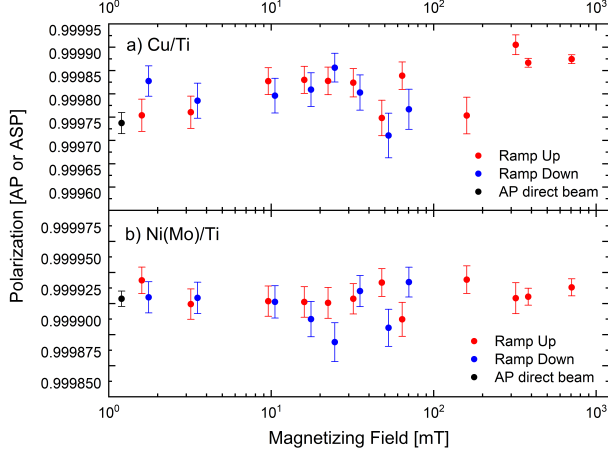 10⁰ 10¹ 10² 10³
0.99995
0.99990
0.99985
0.99980
0.99975
0.99970
0.99965
0.99960
a) Cu/Ti
Ramp Up
Ramp Down
AP direct beam
Polarization [AP or ASP]
0.999975
0.999950
0.999925
0.999900
0.999875
0.999850
b) Ni(Mo)/Ti
Ramp Up
Ramp Down
AP direct beam
10⁰ 10¹ 10² 10³
Magnetizing Field [mT]